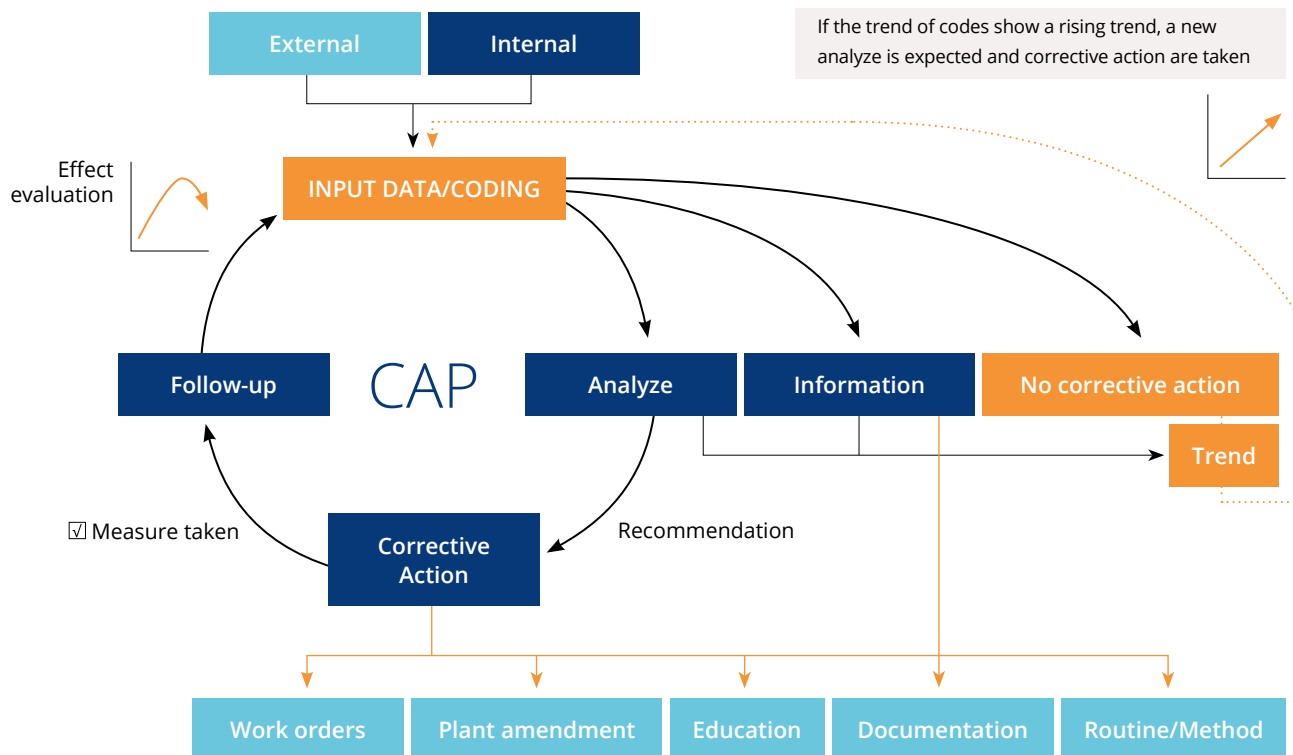 External
Internal
If the trend of codes show a rising trend, a new
analyze is expected and corrective action are taken
Effect
evaluation
INPUT DATA/CODING
Follow-up
CAP
Analyze
Information
No corrective action
Trend
☑ Measure taken
Corrective
Action
Recommendation
Work orders
Plant amendment
Education
Documentation
Routine/Method